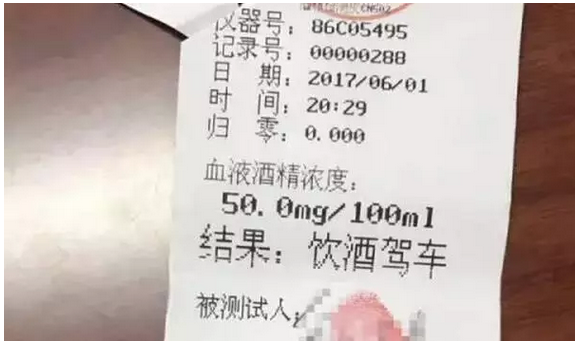 仪器号: 86C05495
记录号: 00000288
日 期: 2017/06/01
时 间: 20:29
归 零: 0.000
血液酒精浓度:
50.0mg/100ml
结果: 饮酒驾车
被测试人: